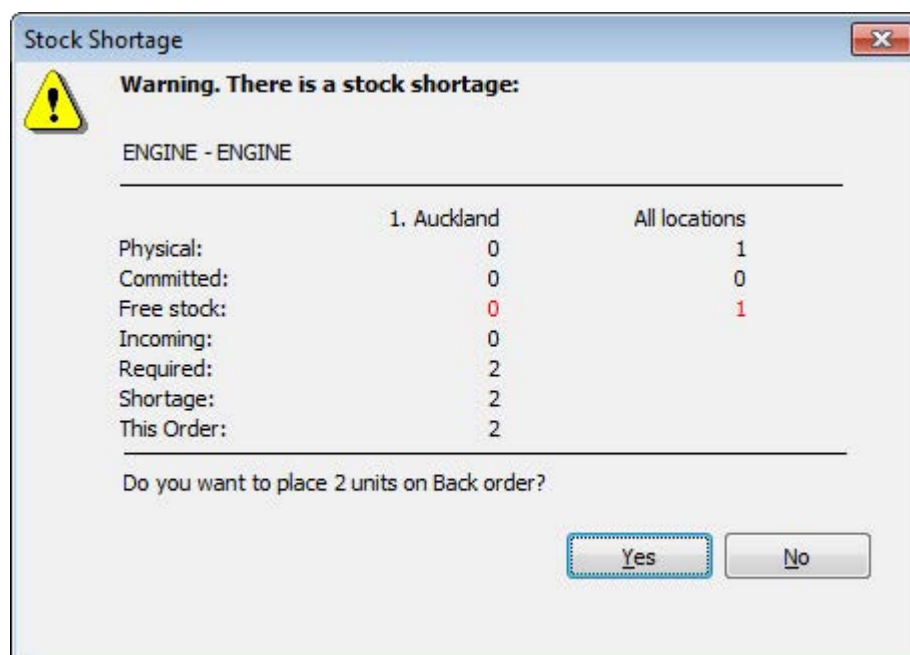 Stock Shortage
Warning. There is a stock shortage:
ENGINE - ENGINE
1. Auckland All locations
Physical: 0 1
Committed: 0 0
Free stock: 0 1
Incoming: 0
Required: 2
Shortage: 2
This Order: 2
Do you want to place 2 units on Back order?
Yes No